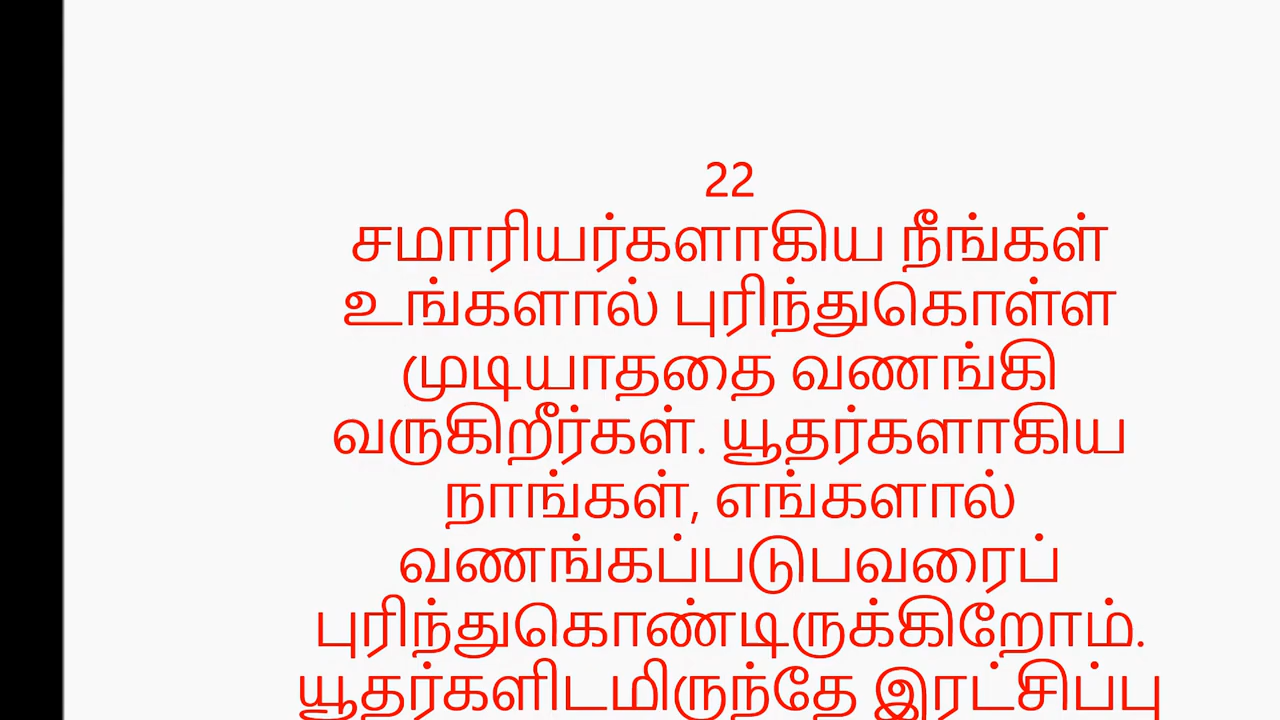 22
சமாரியர்களாகிய நீங்கள்
உங்களால் புரிந்துகொள்ள
முடியாததை வணங்கி
வருகிறீர்கள். யூதர்களாகிய
நாங்கள், எங்களால்
வணங்கப்படுபவரைப்
புரிந்துகொண்டிருக்கிறோம்.
யூதர்களிடமிருந்தே இரட்சிப்பு